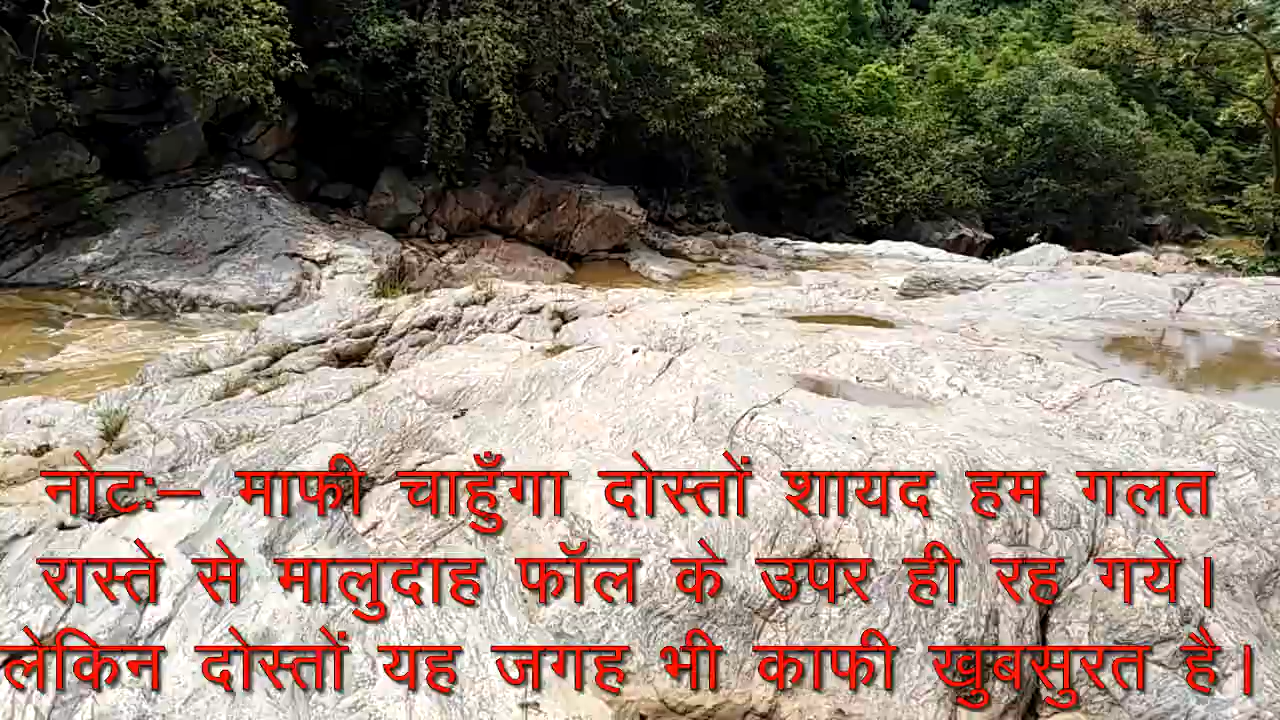 नोटः– माफी चाहुँगा दोस्तों शायद हम गलत
रास्ते से मालुदाह फॉल के उपर ही रह गये।
लेकिन दोस्तों यह जगह भी काफी खुबसुरत है।